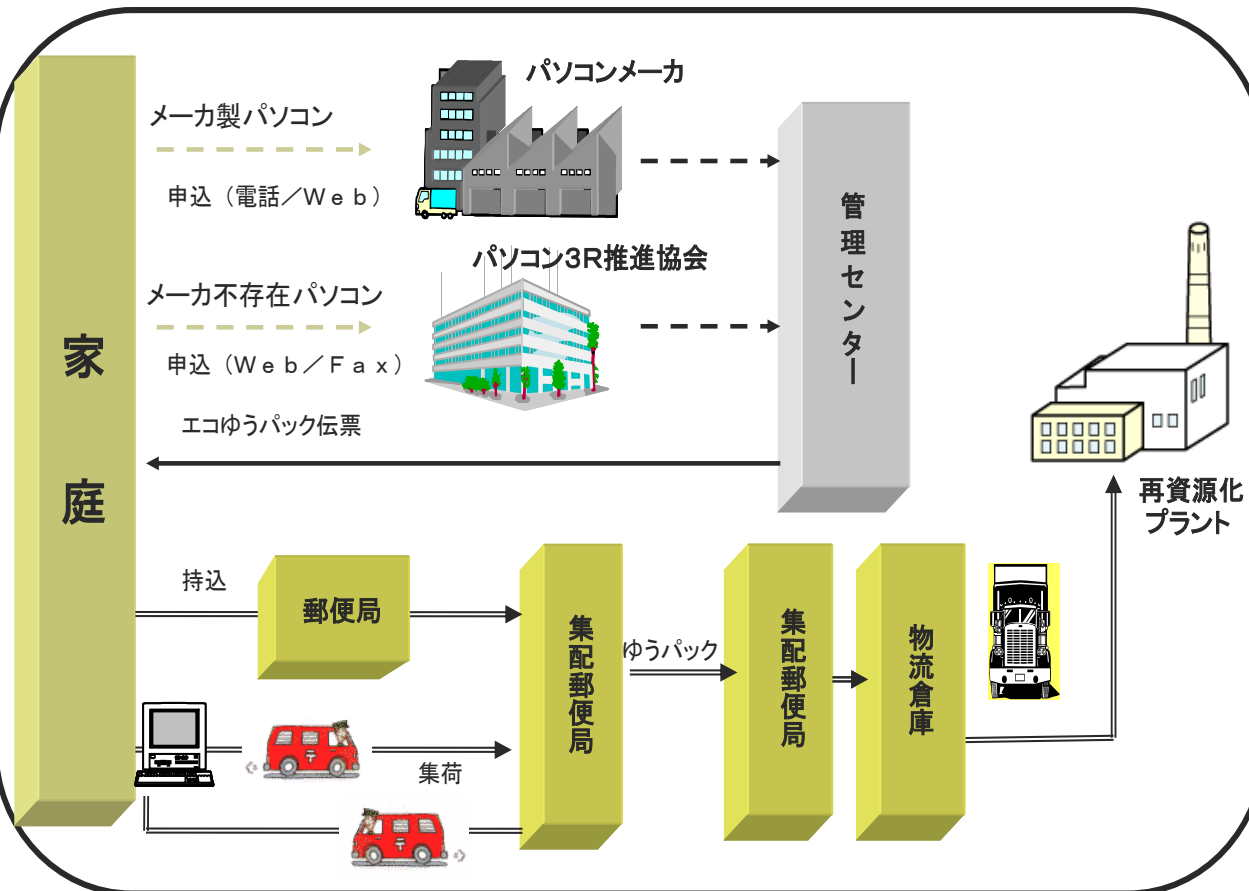 パソコンメーカ
メーカ製パソコン
申込（電話／Ｗｅｂ）
パソコン３Ｒ推進協会
メーカ不存在パソコン
申込（Ｗｅｂ／Ｆａｘ）
エコゆうパック伝票
家庭
管理センター
再資源化
プラント
持込
郵便局
集配郵便局
ゆうパック
集配郵便局
物流倉庫
集荷
〒
〒